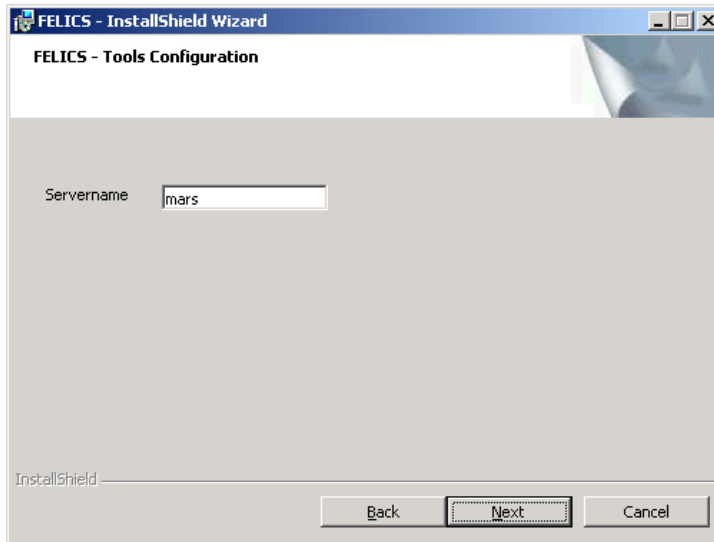 FELICS - InstallShield Wizard
FELICS - Tools Configuration
Servername mars
InstallShield
Back Next Cancel